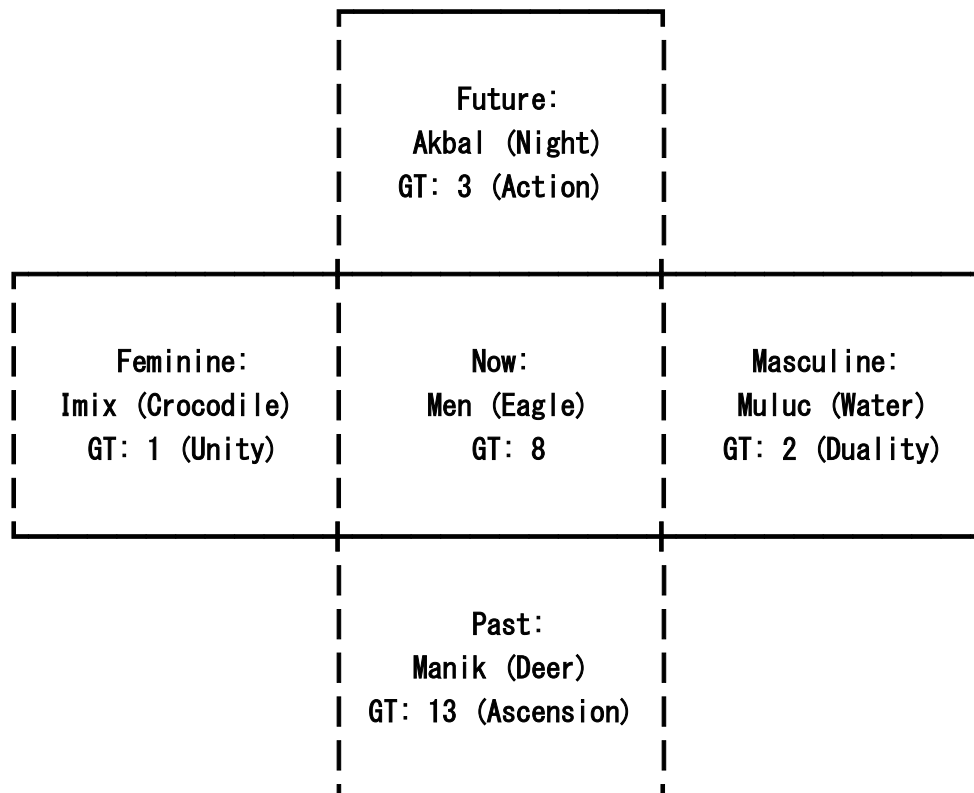 Future:
Akbal (Night)
GT: 3 (Action)
Feminine:
Imix (Crocodile)
GT: 1 (Unity)
Now:
Men (Eagle)
GT: 8
Masculine:
Muluc (Water)
GT: 2 (Duality)
Past:
Manik (Deer)
GT: 13 (Ascension)